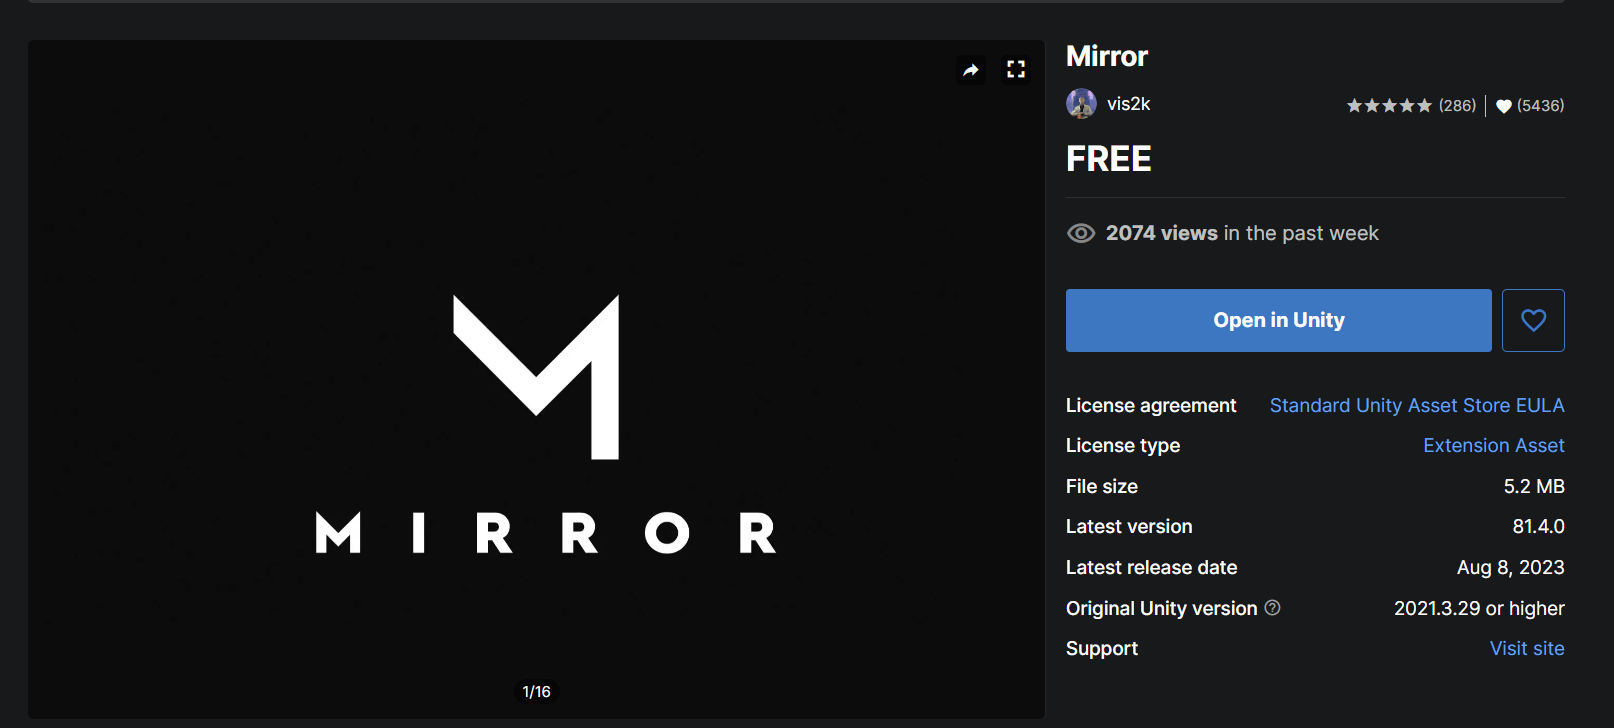 MIRROR
1/16
Mirror
vis2k
(286)
(5436)
FREE
2074 views in the past week
Open in Unity
License agreement Standard Unity Asset Store EULA
License type Extension Asset
File size 5.2 MB
Latest version 81.4.0
Latest release date Aug 8, 2023
Original Unity version ? 2021.3.29 or higher
Support Visit site